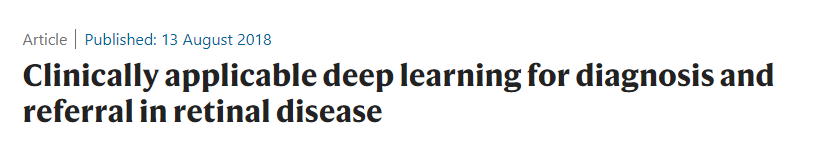 Article | Published: 13 August 2018
Clinically applicable deep learning for diagnosis and
referral in retinal disease